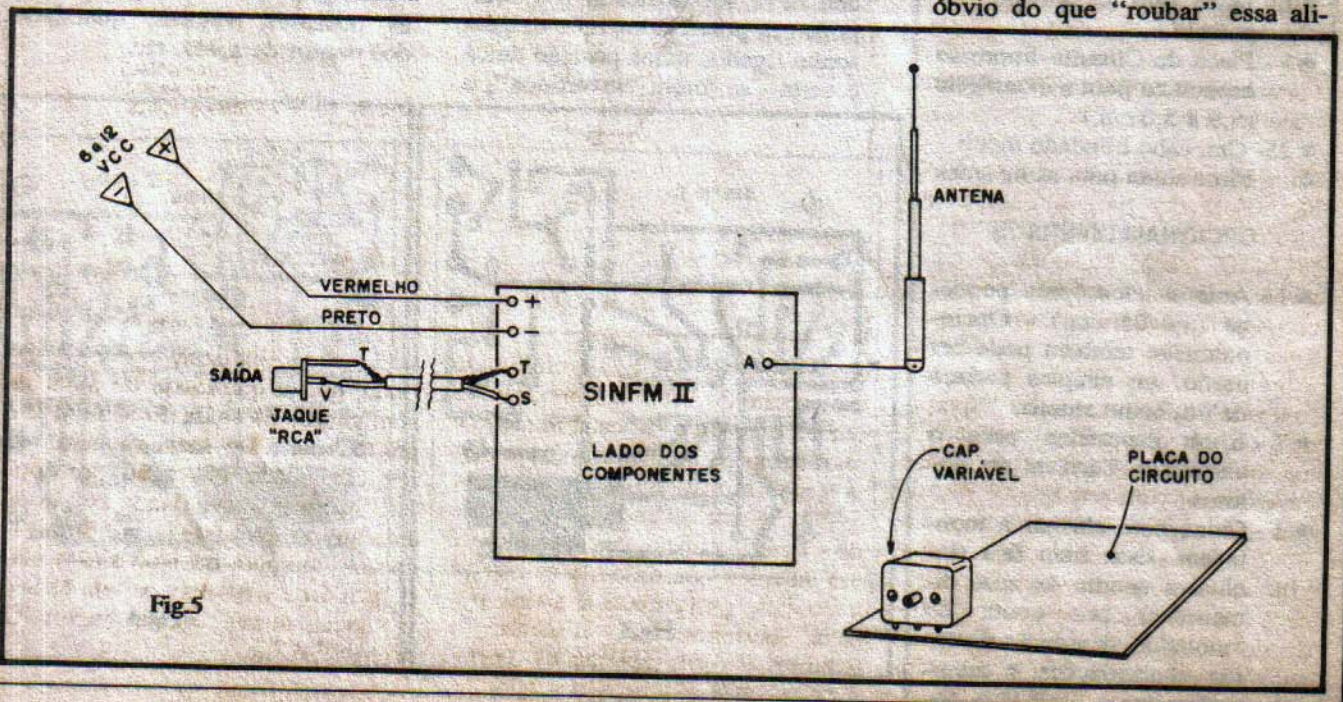 óbvio do que “roubar” essa ali-
6 a 12
VCC
+
-
VERMELHO
PRETO
+
-
T
SAÍDA
V
JAQUE
"RCA"
T
S
SINFM II
LADO DOS
COMPONENTES
A
ANTENA
CAP.
VARIÁVEL
PLACA DO
CIRCUITO
Fig.5